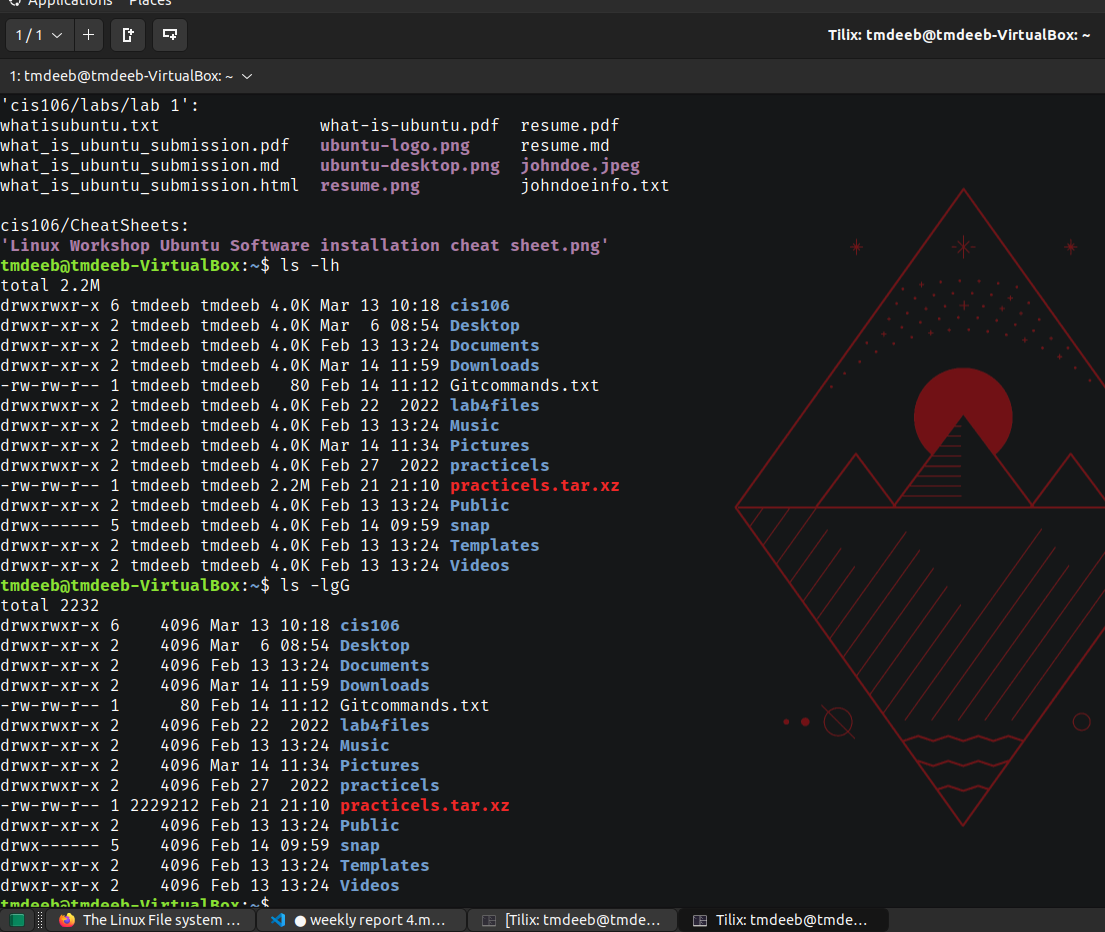 Applications Places
1 / 1
Tilix: tmdeeb@tmdeeb-VirtualBox: ~
1: tmdeeb@tmdeeb-VirtualBox: ~
'cis106/labs/lab 1':
whatisubuntu.txt                what-is-ubuntu.pdf  resume.pdf
what_is_ubuntu_submission.pdf   ubuntu-logo.png     resume.md
what_is_ubuntu_submission.md    ubuntu-desktop.png  johndoe.jpeg
what_is_ubuntu_submission.html  resume.png          johndoeinfo.txt
cis106/CheatSheets:
'Linux Workshop Ubuntu Software installation cheat sheet.png'
tmdeeb@tmdeeb-VirtualBox:~$ ls -lh
total 2.2M
drwxrwxr-x 6 tmdeeb tmdeeb 4.0K Mar 13 10:18 cis106
drwxr-xr-x 2 tmdeeb tmdeeb 4.0K Mar  6 08:54 Desktop
drwxr-xr-x 2 tmdeeb tmdeeb 4.0K Feb 13 13:24 Documents
drwxr-xr-x 2 tmdeeb tmdeeb 4.0K Mar 14 11:59 Downloads
-rw-rw-r-- 1 tmdeeb tmdeeb   80 Feb 14 11:12 Gitcommands.txt
drwxrwxr-x 2 tmdeeb tmdeeb 4.0K Feb 22  2022 lab4files
drwxr-xr-x 2 tmdeeb tmdeeb 4.0K Feb 13 13:24 Music
drwxr-xr-x 2 tmdeeb tmdeeb 4.0K Mar 14 11:34 Pictures
drwxrwxr-x 2 tmdeeb tmdeeb 4.0K Feb 27  2022 practicels
-rw-rw-r-- 1 tmdeeb tmdeeb 2.2M Feb 21 21:10 practicels.tar.xz
drwxr-xr-x 2 tmdeeb tmdeeb 4.0K Feb 13 13:24 Public
drwx------ 5 tmdeeb tmdeeb 4.0K Feb 14 09:59 snap
drwxr-xr-x 2 tmdeeb tmdeeb 4.0K Feb 13 13:24 Templates
drwxr-xr-x 2 tmdeeb tmdeeb 4.0K Feb 13 13:24 Videos
tmdeeb@tmdeeb-VirtualBox:~$ ls -lgG
total 2232
drwxrwxr-x 6    4096 Mar 13 10:18 cis106
drwxr-xr-x 2    4096 Mar  6 08:54 Desktop
drwxr-xr-x 2    4096 Feb 13 13:24 Documents
drwxr-xr-x 2    4096 Mar 14 11:59 Downloads
-rw-rw-r-- 1      80 Feb 14 11:12 Gitcommands.txt
drwxrwxr-x 2    4096 Feb 22  2022 lab4files
drwxr-xr-x 2    4096 Feb 13 13:24 Music
drwxr-xr-x 2    4096 Mar 14 11:34 Pictures
drwxrwxr-x 2    4096 Feb 27  2022 practicels
-rw-rw-r-- 1 2229212 Feb 21 21:10 practicels.tar.xz
drwxr-xr-x 2    4096 Feb 13 13:24 Public
drwx------ 5    4096 Feb 14 09:59 snap
drwxr-xr-x 2    4096 Feb 13 13:24 Templates
drwxr-xr-x 2    4096 Feb 13 13:24 Videos
tmdeeb@tmdeeb-VirtualBox:~$
The Linux File system ... ● weekly report 4.m... [Tilix: tmdeeb@tmde... Tilix: tmdeeb@tmde...